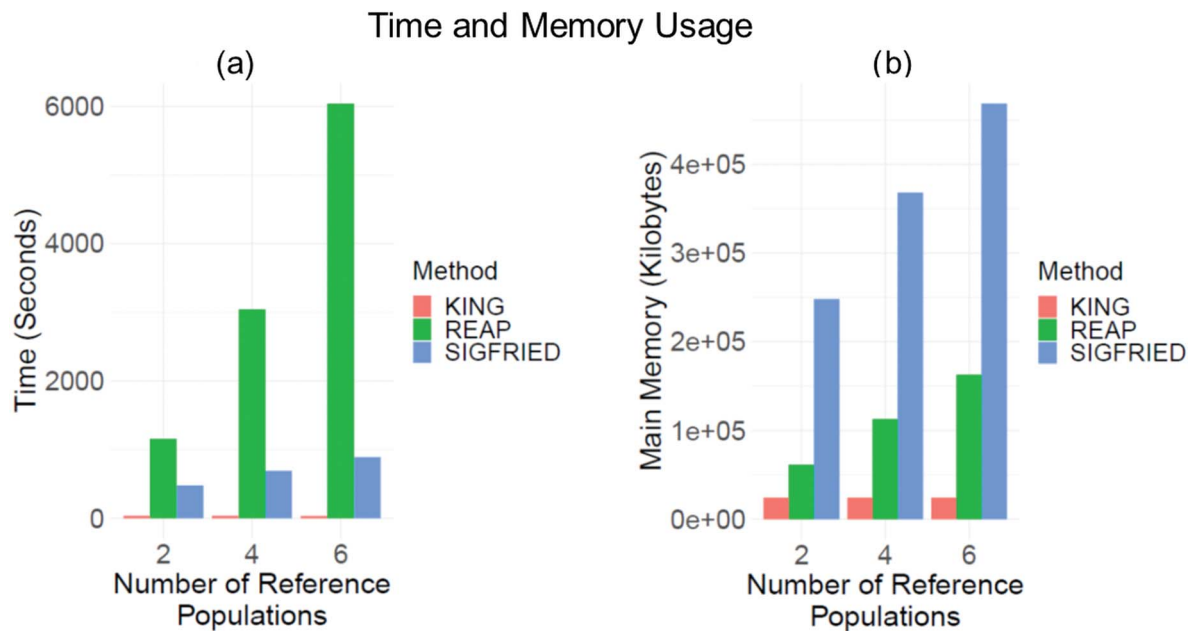 Time and Memory Usage
(a)
Time (Seconds)
6000
4000
2000
0
2 4 6
Number of Reference
Populations
Method
KING
REAP
SIGFRIED
(b)
Main Memory (Kilobytes)
4e+05
3e+05
2e+05
1e+05
0e+00
2 4 6
Number of Reference
Populations
Method
KING
REAP
SIGFRIED